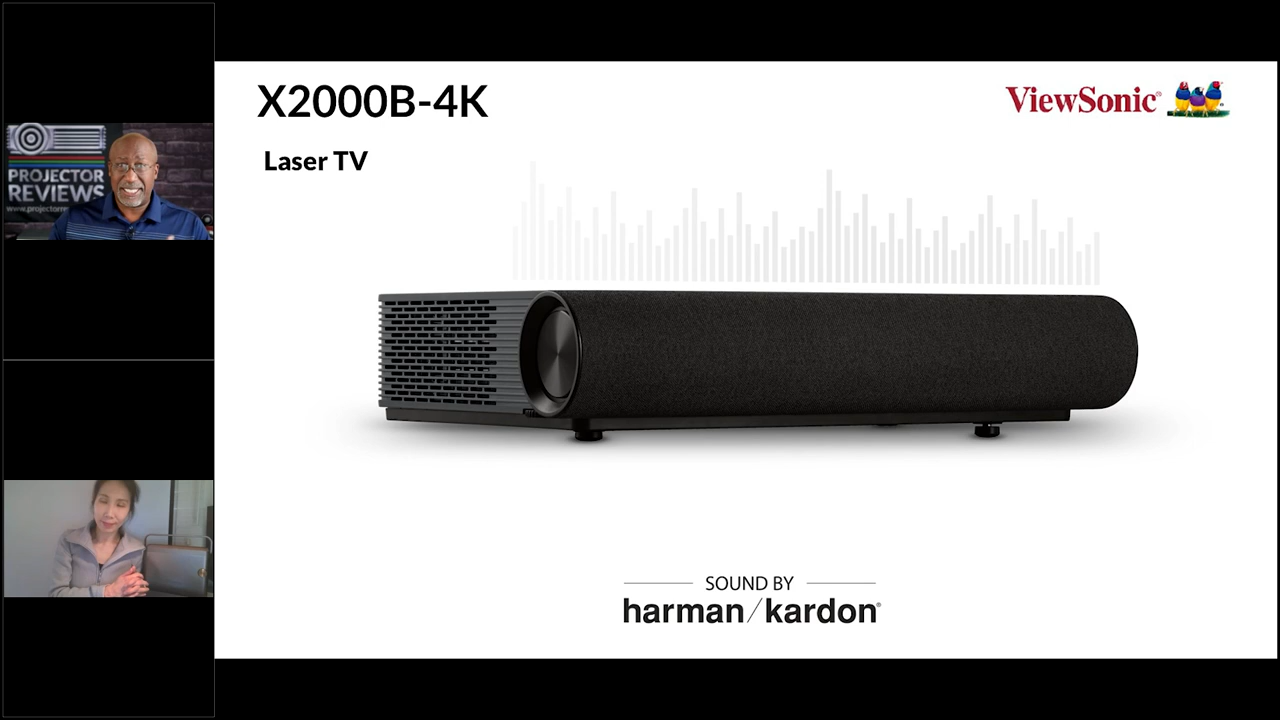 X2000B-4K
Laser TV
ViewSonic®
PROJECTOR
REVIEWS
SOUND BY
harman/kardon®